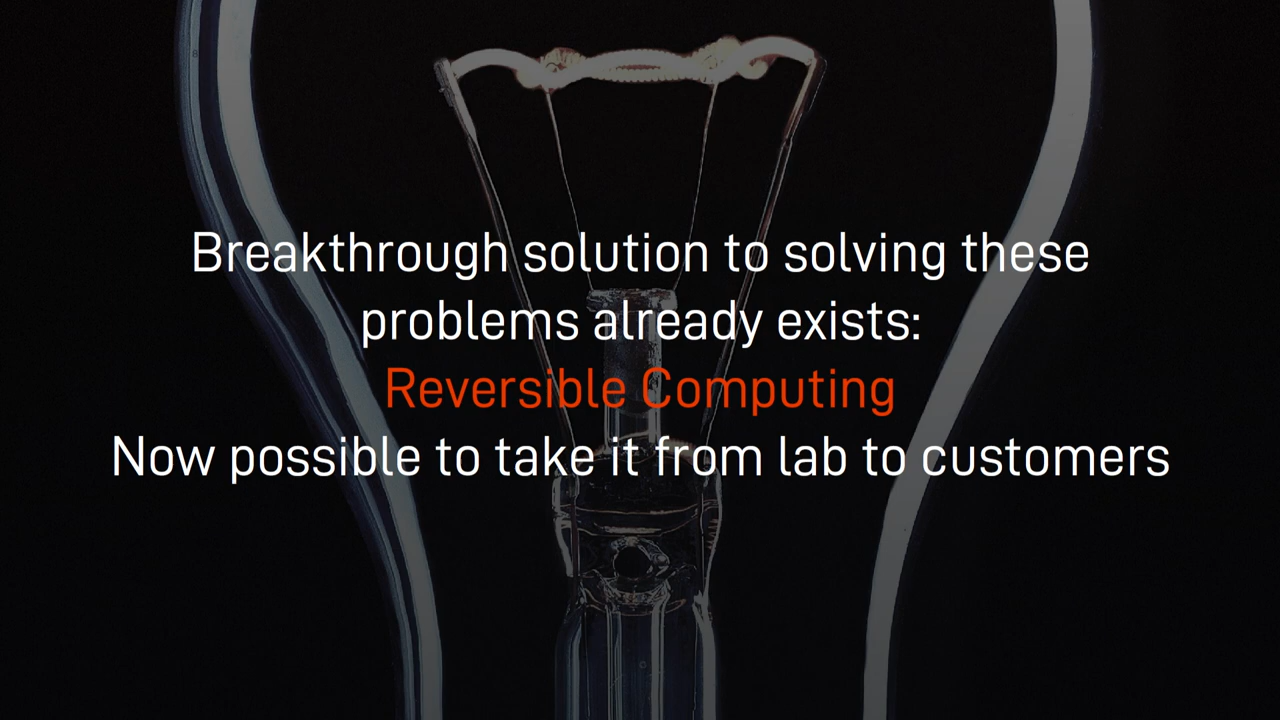 Breakthrough solution to solving these
problems already exists:
Reversible Computing
Now possible to take it from lab to customers